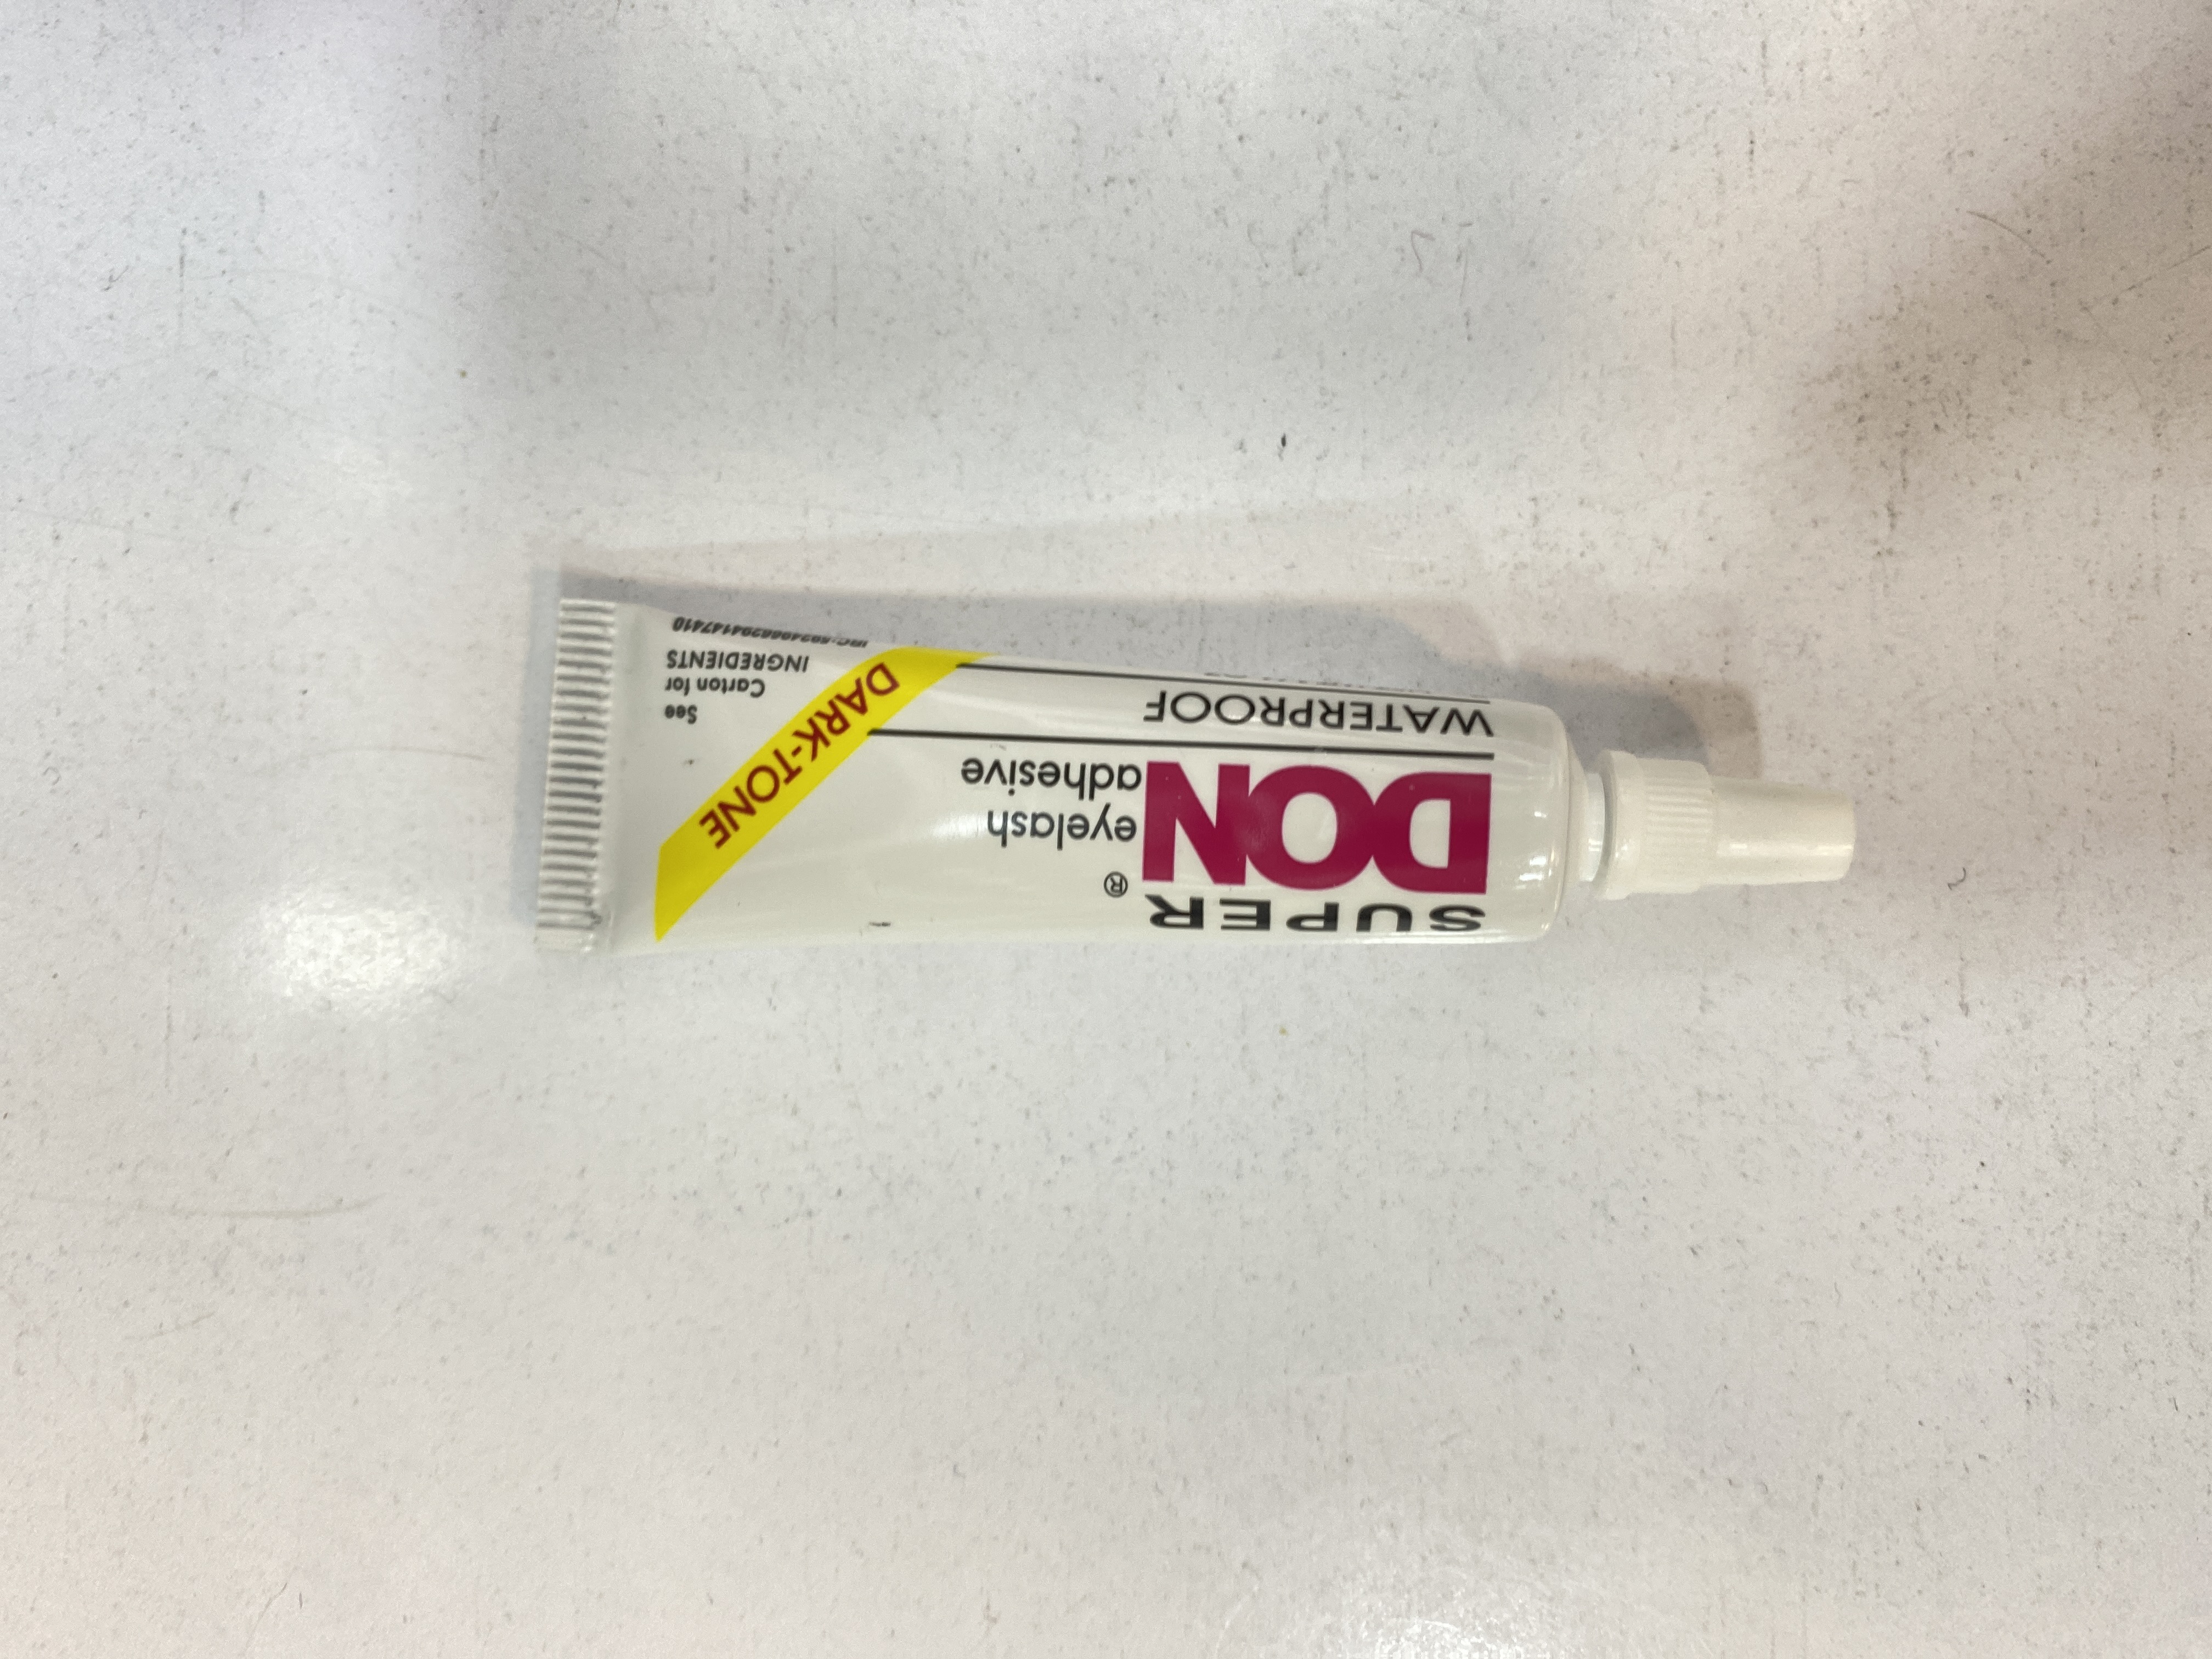 SUPER
DON®
eyelash
adhesive
WATERPROOF
DARK-TONE
See
Carton for
INGREDIENTS